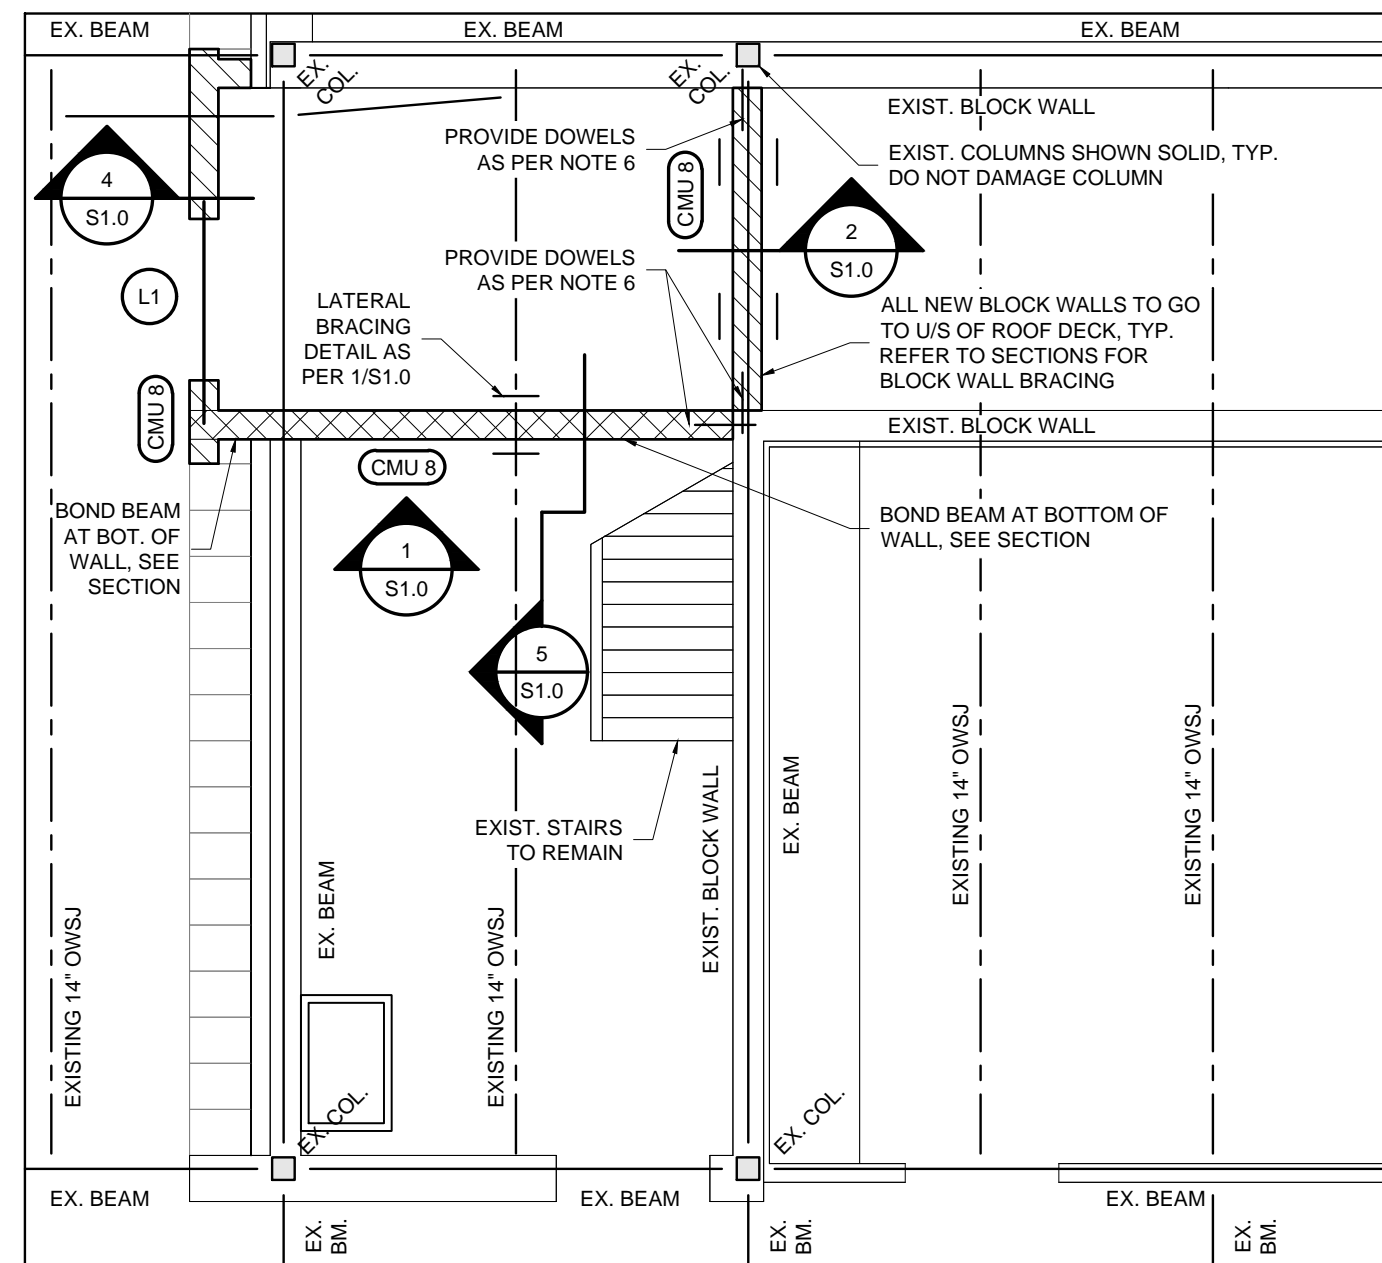 EX. BEAM
EX. BEAM
EX. BEAM
EX.
COL.
EX.
COL.
EXIST. BLOCK WALL
PROVIDE DOWELS
AS PER NOTE 6
EXIST. COLUMNS SHOWN SOLID, TYP.
DO NOT DAMAGE COLUMN
4
S1.0
CMU 8
2
S1.0
PROVIDE DOWELS
AS PER NOTE 6
L1
LATERAL
BRACING
DETAIL AS
PER 1/S1.0
ALL NEW BLOCK WALLS TO GO
TO U/S OF ROOF DECK, TYP.
REFER TO SECTIONS FOR
BLOCK WALL BRACING
CMU 8
EXIST. BLOCK WALL
CMU 8
BOND BEAM
AT BOT. OF
WALL, SEE
SECTION
BOND BEAM AT BOTTOM OF
WALL, SEE SECTION
1
S1.0
5
S1.0
EXIST. STAIRS
TO REMAIN
EXISTING 14" OWSJ
EX. BEAM
EXISTING 14" OWSJ
EXIST. BLOCK WALL
EX. BEAM
EXISTING 14" OWSJ
EXISTING 14" OWSJ
EX. COL.
EX. COL.
EX. BEAM
EX. BEAM
EX. BEAM
EX.
BM.
EX.
BM.
EX.
BM.